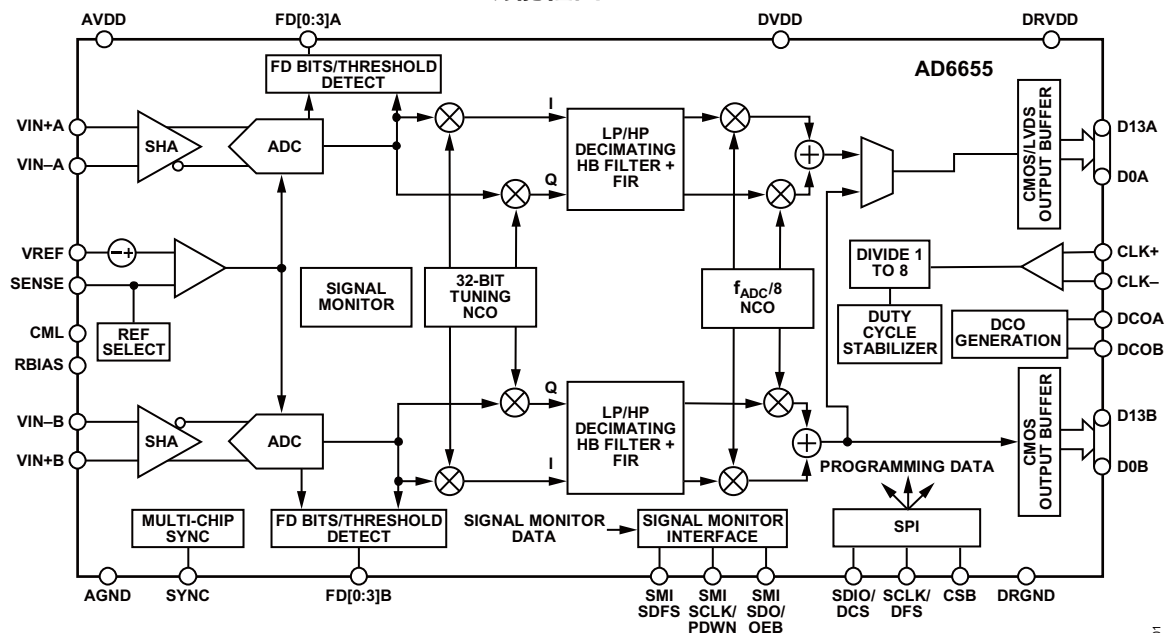 AVDD
FD[0:3]A
DVDD
DRVDD
FD BITS/THRESHOLD
DETECT
AD6655
VIN+A
VIN–A
SHA
ADC
I
Q
LP/HP
DECIMATING
HB FILTER +
FIR
CMOS/LVDS
OUTPUT BUFFER
D13A
D0A
VREF
SENSE
– +
REF
SELECT
CML
RBIAS
SIGNAL
MONITOR
32-BIT
TUNING
NCO
fADC/8
NCO
DIVIDE 1
TO 8
DUTY
CYCLE
STABILIZER
CLK+
CLK–
DCO
GENERATION
DCOA
DCOB
VIN–B
VIN+B
SHA
ADC
Q
I
LP/HP
DECIMATING
HB FILTER +
FIR
CMOS
OUTPUT BUFFER
D13B
D0B
PROGRAMMING DATA
MULTI-CHIP
SYNC
FD BITS/THRESHOLD
DETECT
SIGNAL MONITOR
DATA
SIGNAL MONITOR
INTERFACE
SPI
AGND
SYNC
FD[0:3]B
SMI
SDFS
SMI
SCLK/
PDWN
SMI
SDO/
OEB
SDIO/
DCS
SCLK/
DFS
CSB
DRGND